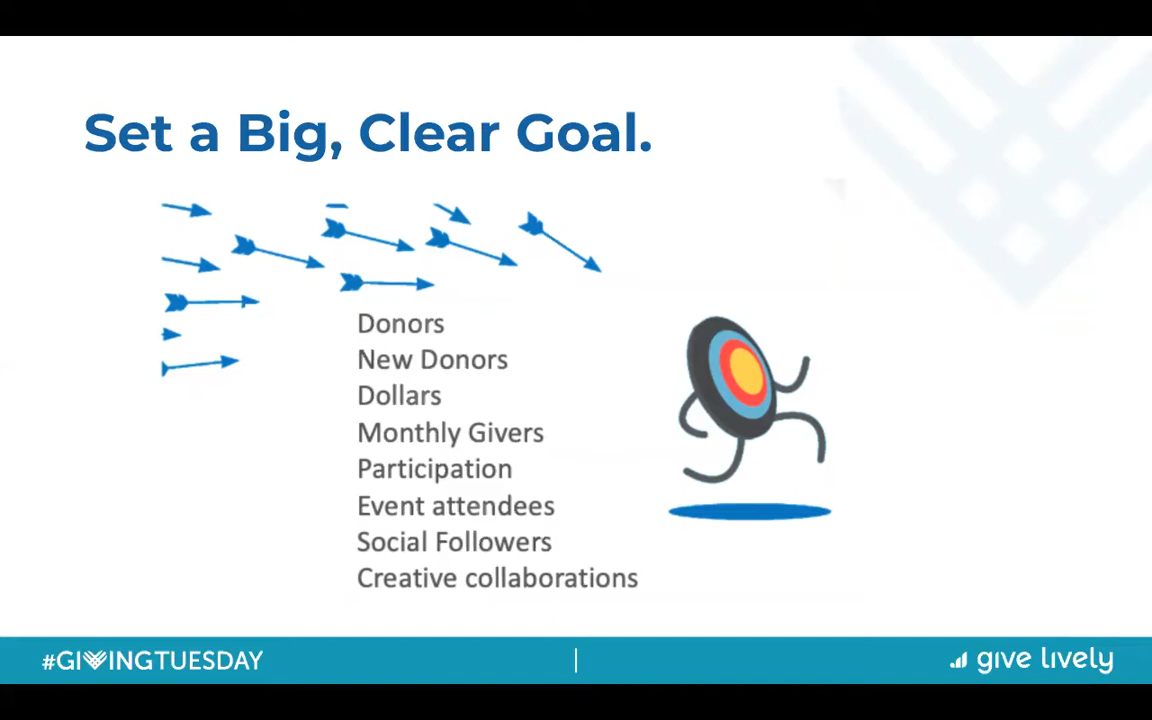 Set a Big, Clear Goal.
Donors
New Donors
Dollars
Monthly Givers
Participation
Event attendees
Social Followers
Creative collaborations
#GIVINGTUESDAY
give lively